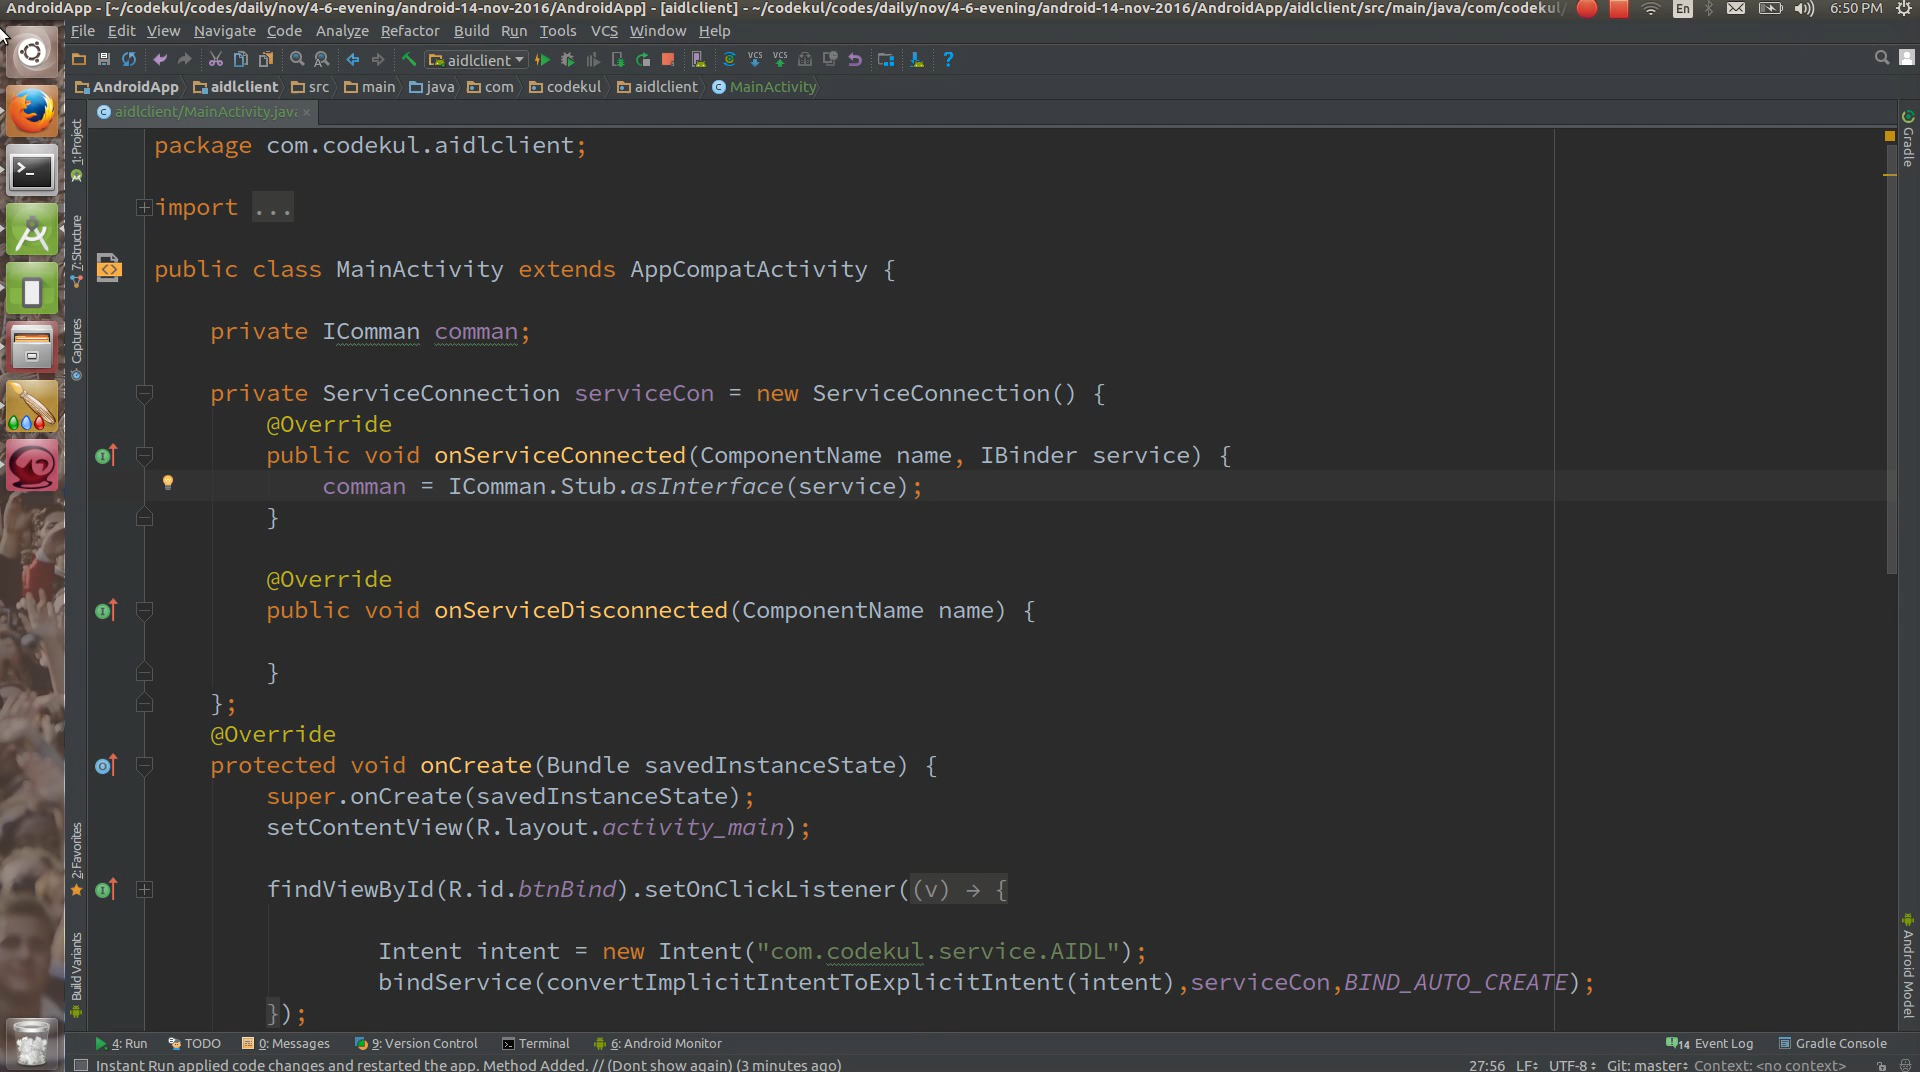 AndroidApp - [~/codekul/codes/daily/nov/4-6-evening/android-14-nov-2016/AndroidApp] - [aidlclient] - ~/codekul/codes/daily/nov/4-6-evening/android-14-nov-2016/AndroidApp/aidlclient/src/main/java/com/codekul/ En 6:50 PM
File Edit View Navigate Code Analyze Refactor Build Run Tools VCS Window Help
aidlclient VCS VCS ?
AndroidApp aidlclient src main java com codekul aidlclient MainActivity
aidlclient/MainActivity.java ×
1: Project
7: Structure
Captures
2: Favorites
Build Variants
Gradle
Android Model
package com.codekul.aidlclient;
import ...
public class MainActivity extends AppCompatActivity {
private IComman comman;
private ServiceConnection serviceCon = new ServiceConnection() {
@Override
public void onServiceConnected(ComponentName name, IBinder service) {
comman = IComman.Stub.asInterface(service);
}
@Override
public void onServiceDisconnected(ComponentName name) {
}
};
@Override
protected void onCreate(Bundle savedInstanceState) {
super.onCreate(savedInstanceState);
setContentView(R.layout.activity_main);
findViewById(R.id.btnBind).setOnClickListener((v) → {
Intent intent = new Intent("com.codekul.service.AIDL");
bindService(convertImplicitIntentToExplicitIntent(intent),serviceCon,BIND_AUTO_CREATE);
});
4: Run TODO 0: Messages 9: Version Control Terminal 6: Android Monitor 14 Event Log Gradle Console
Instant Run applied code changes and restarted the app. Method Added. // (Dont show again) (3 minutes ago) 27:56 LF÷ UTF-8÷ Git: master÷ Context: <no context>